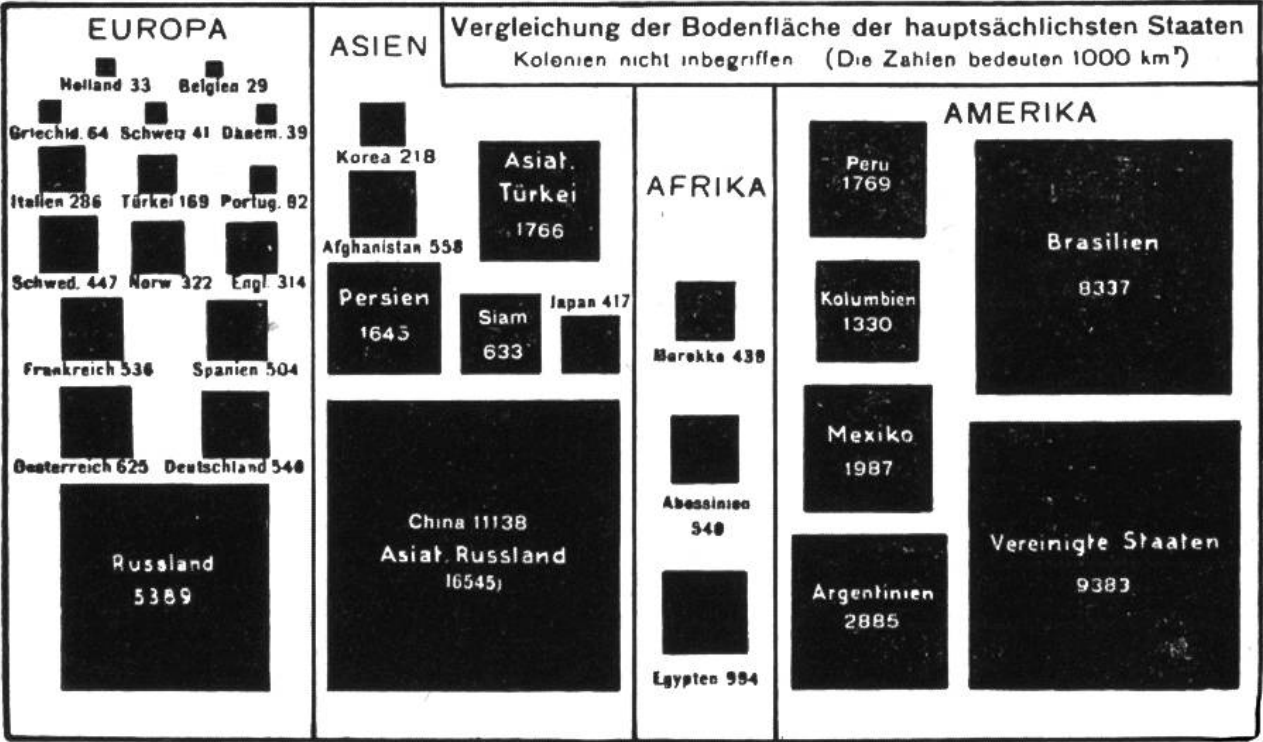 EUROPA
Holland 33 Belgien 29
Griechld. 64 Schweiz 41 Dänem. 39
Italien 286 Türkei 169 Portug. 92
Schwed. 447 Norw 322 Engl. 314
Frankreich 536 Spanien 504
Oesterreich 625 Deutschland 540
Russland
5389
ASIEN
Korea 218
Asiat.
Türkei
1766
Afghanistan 558
Persien
1645
Siam
633
Japan 417
China 11138
Asiat. Russland
16545)
Vergleichung der Bodenfläche der hauptsächlichsten Staaten
Kolonien nicht inbegriffen (Die Zahlen bedeuten 1000 km²)
AFRIKA
Marokko 439
Abessinien
540
Egypten 994
AMERIKA
Peru
1769
Brasilien
8337
Kolumbien
1330
Mexiko
1987
Vereinigte Staaten
9383
Argentinien
2885